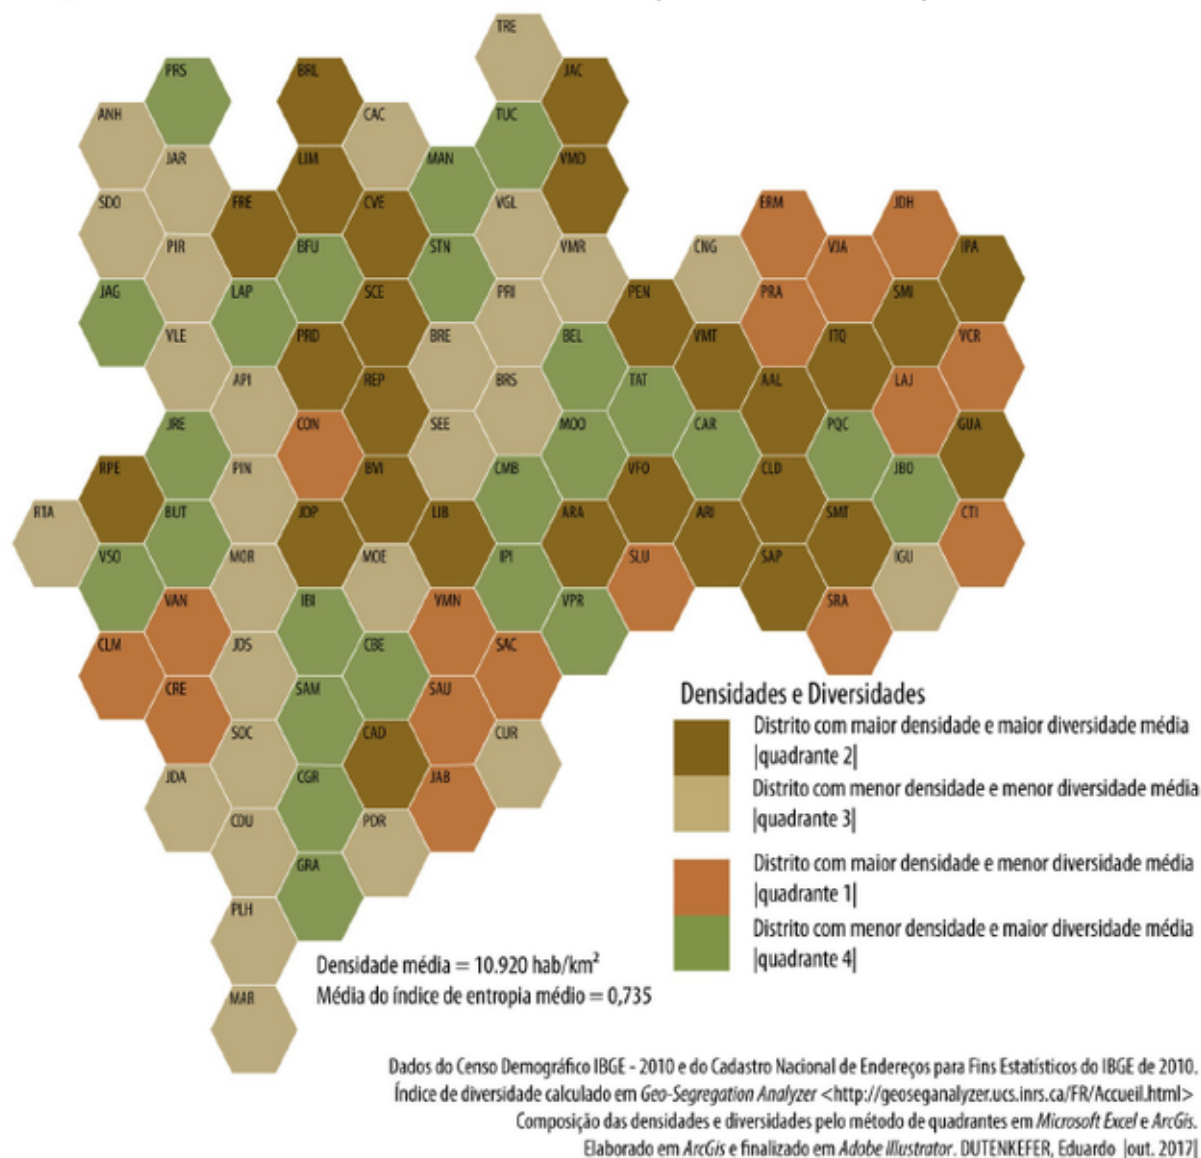 TRE
PRS
BRL
JAC
ANH
CAC
TUC
JAR
LIM
MAN
VMD
SDO
FRE
CVE
VGL
ERM
JDH
PIR
BFU
STN
VMR
CNG
VJA
IPA
JAG
LAP
SCE
PRI
PEN
PRA
SMI
VLE
PRD
BRE
BEL
VMT
ITQ
VCR
API
REP
BRS
TAT
AAL
LAJ
JRE
CON
SEE
MOO
CAR
PQC
GUA
RPE
PIN
BVI
CMB
VFO
CLD
JBO
RTA
BUT
JDP
LIB
ARA
ARI
SMT
CTI
VSO
MOR
MOE
IPI
SLU
SAP
IGU
VAN
IBI
VMN
VPR
SRA
CLM
JDS
CBE
SAC
CRE
SAM
SAU
SOC
CAD
CUR
JDA
CGR
JAB
CDU
PDR
GRA
PLH
MAR
Densidades e Diversidades
Distrito com maior densidade e maior diversidade média
|quadrante 2|
Distrito com menor densidade e menor diversidade média
|quadrante 3|
Distrito com maior densidade e menor diversidade média
|quadrante 1|
Distrito com menor densidade e maior diversidade média
|quadrante 4|
Densidade média = 10.920 hab/km²
Média do índice de entropia médio = 0,735
Dados do Censo Demográfico IBGE - 2010 e do Cadastro Nacional de Endereços para Fins Estatísticos do IBGE de 2010.
Índice de diversidade calculado em Geo-Segregation Analyzer <http://geoseganalyzer.ucs.inrs.ca/FR/Accueil.html>
Composição das densidades e diversidades pelo método de quadrantes em Microsoft Excel e ArcGis.
Elaborado em ArcGis e finalizado em Adobe Illustrator. DUTENKEFER, Eduardo |out. 2017|